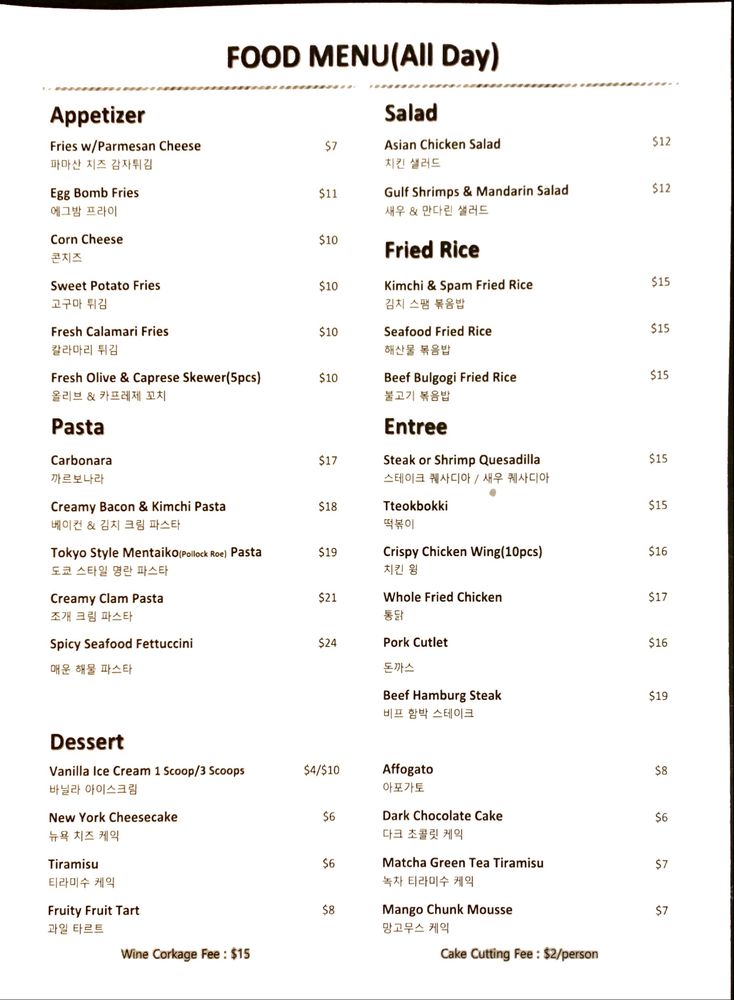 FOOD MENU(All Day)
Appetizer
Fries w/Parmesan Cheese $7
파마산 치즈 감자튀김
Egg Bomb Fries $11
에그밤 프라이
Corn Cheese $10
콘치즈
Sweet Potato Fries $10
고구마 튀김
Fresh Calamari Fries $10
칼라마리 튀김
Fresh Olive & Caprese Skewer(5pcs) $10
올리브 & 카프레제 꼬치
Pasta
Carbonara $17
까르보나라
Creamy Bacon & Kimchi Pasta $18
베이컨 & 김치 크림 파스타
Tokyo Style Mentaiko(Pollock Roe) Pasta $19
도쿄 스타일 명란 파스타
Creamy Clam Pasta $21
조개 크림 파스타
Spicy Seafood Fettuccini $24
매운 해물 파스타
Salad
Asian Chicken Salad $12
치킨 샐러드
Gulf Shrimps & Mandarin Salad $12
새우 & 만다린 샐러드
Fried Rice
Kimchi & Spam Fried Rice $15
김치 스팸 볶음밥
Seafood Fried Rice $15
해산물 볶음밥
Beef Bulgogi Fried Rice $15
불고기 볶음밥
Entree
Steak or Shrimp Quesadilla $15
스테이크 퀘사디아 / 새우 퀘사디아
Tteokbokki $15
떡볶이
Crispy Chicken Wing(10pcs) $16
치킨 윙
Whole Fried Chicken $17
통닭
Pork Cutlet $16
돈까스
Beef Hamburg Steak $19
비프 함박 스테이크
Dessert
Vanilla Ice Cream 1 Scoop/3 Scoops $4/$10
바닐라 아이스크림
New York Cheesecake $6
뉴욕 치즈 케익
Tiramisu $6
티라미수 케익
Fruity Fruit Tart $8
과일 타르트
Affogato $8
아포가토
Dark Chocolate Cake $6
다크 초콜릿 케익
Matcha Green Tea Tiramisu $7
녹차 티라미수 케익
Mango Chunk Mousse $7
망고무스 케익
Wine Corkage Fee : $15
Cake Cutting Fee : $2/person